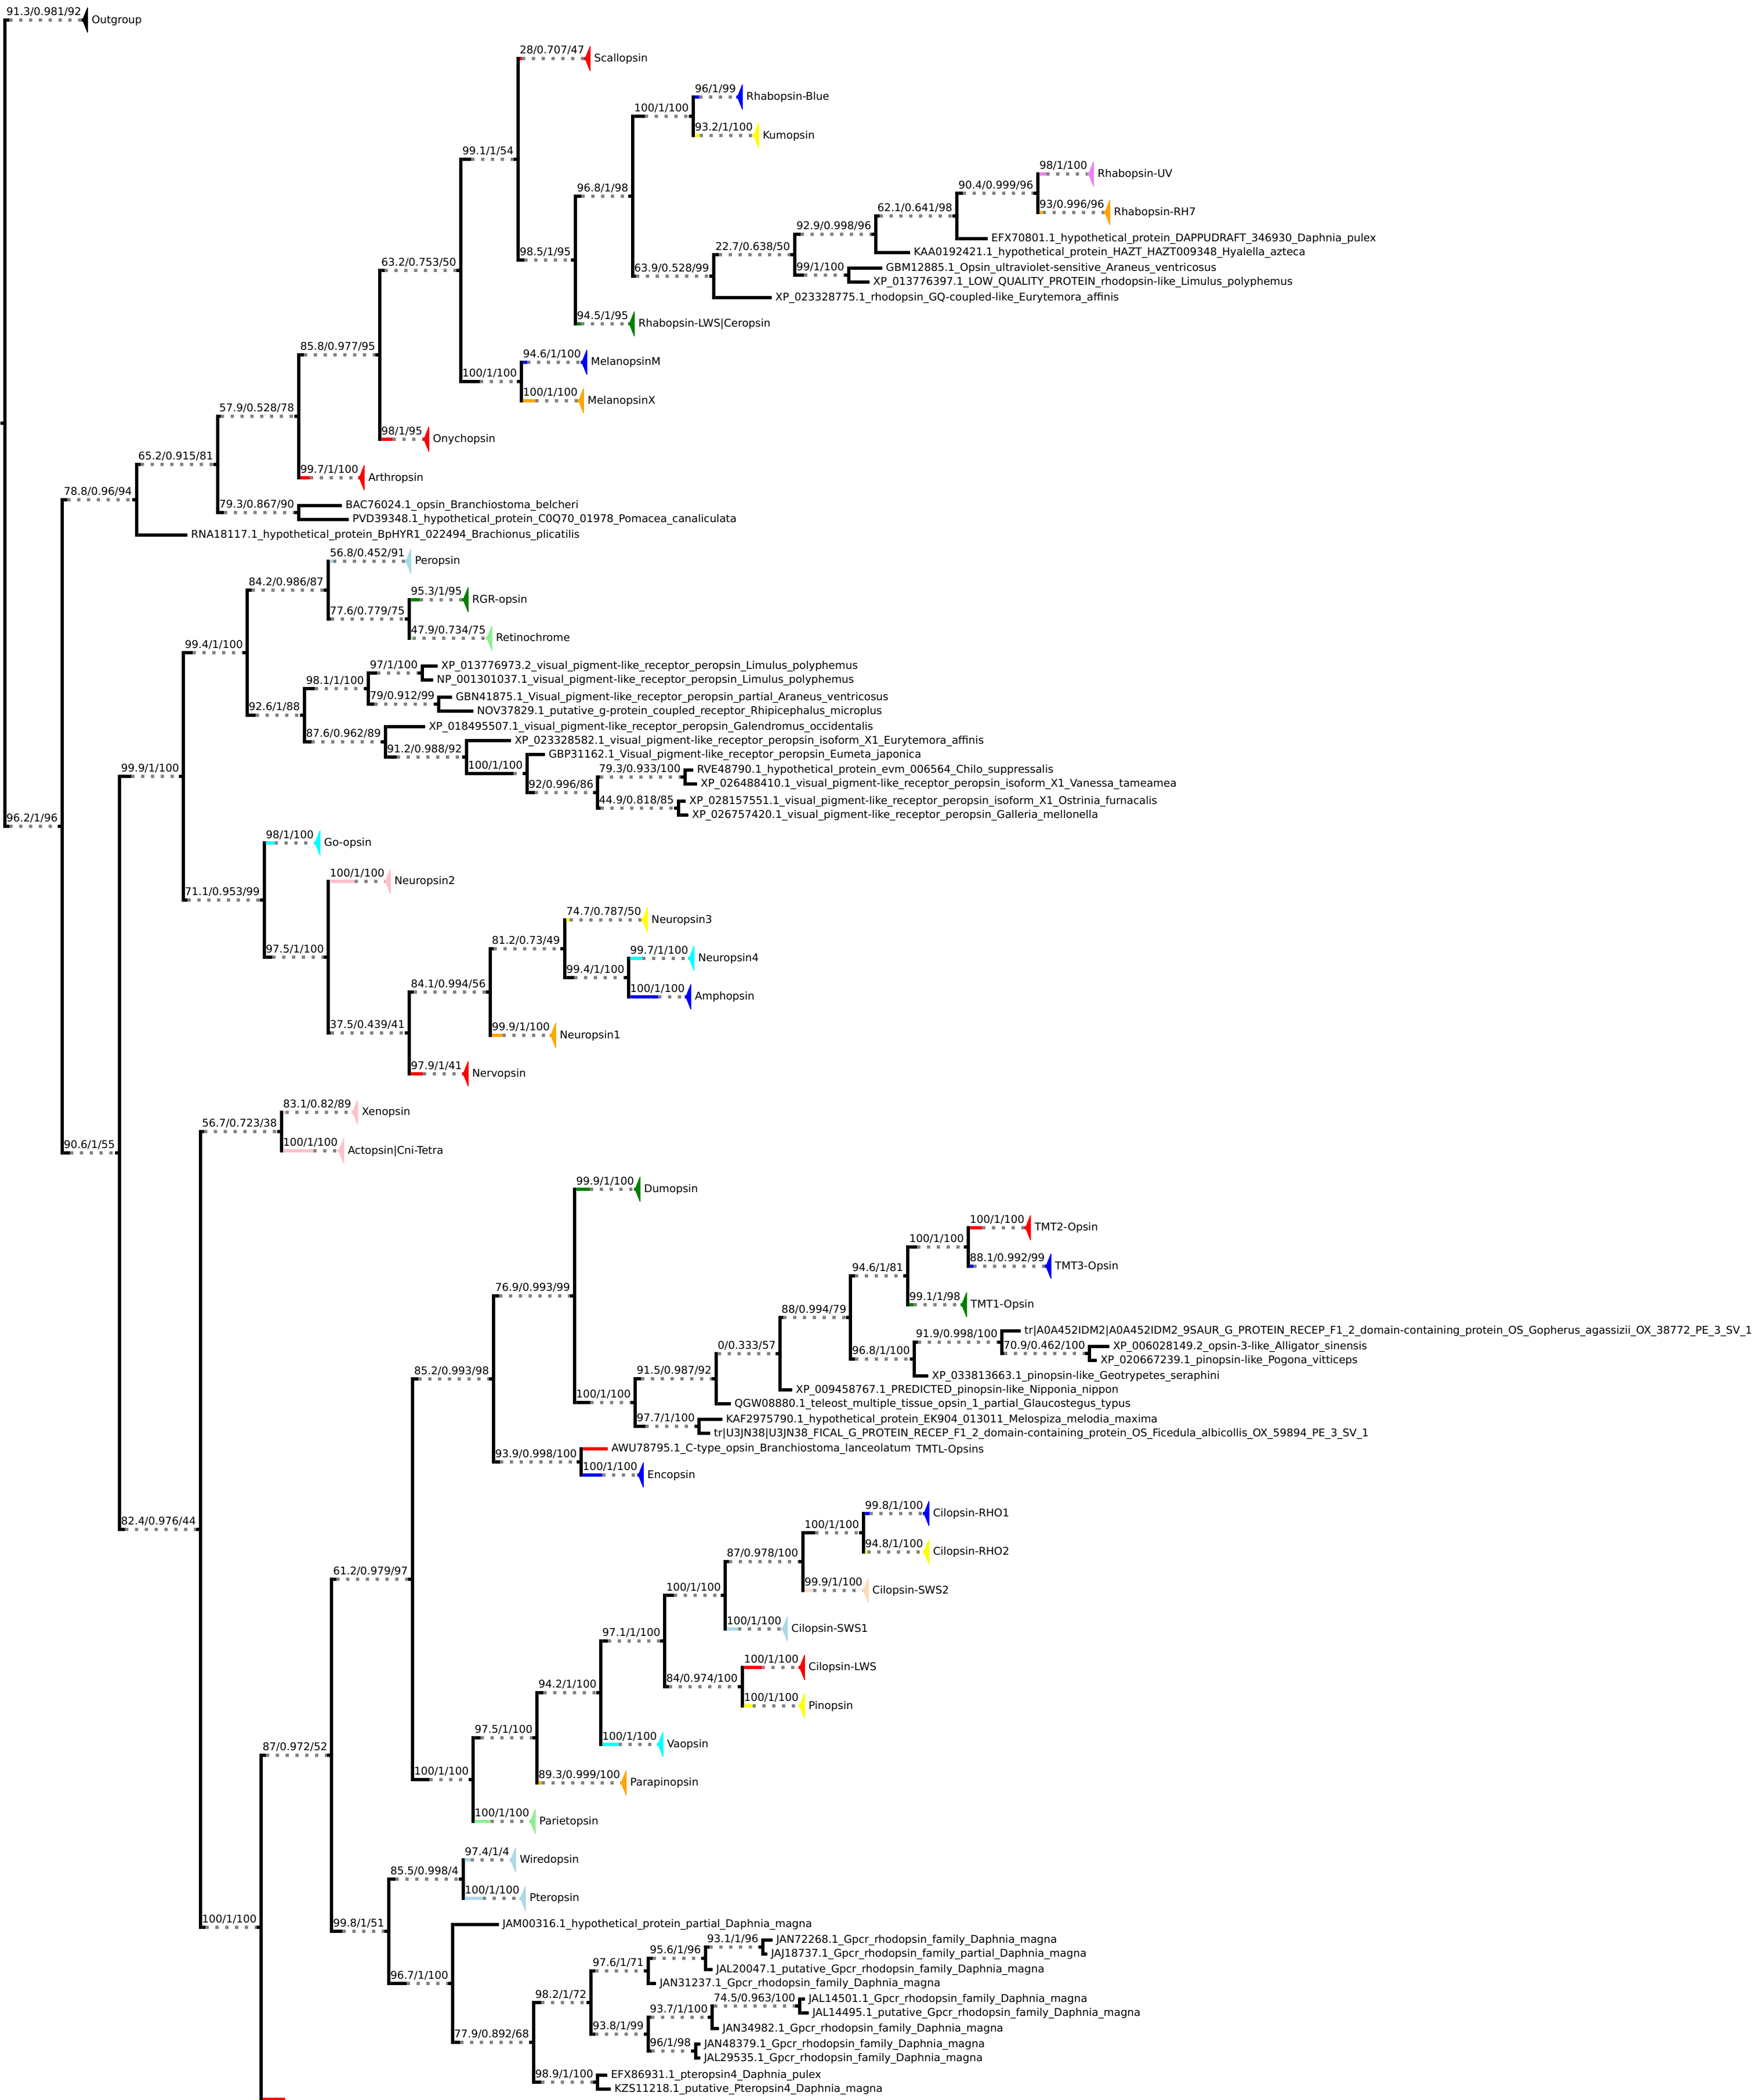 91.3/0.981/92 Outgroup
28/0.707/47 Scallopsin
96/1/99 Rhabopsin-Blue
100/1/100
93.2/1/100 Kumopsin
99.1/1/54
98/1/100 Rhabopsin-UV
90.4/0.999/96
96.8/1/98
93/0.996/96 Rhabopsin-RH7
62.1/0.641/98
92.9/0.998/96
EFX70801.1_hypothetical_protein_DAPPUDRAFT_346930_Daphnia_pulex
22.7/0.638/50
98.5/1/95
KAA0192421.1_hypothetical_protein_HAZT_HAZT009348_Hyalella_azteca
63.2/0.753/50
63.9/0.528/99
99/1/100
GBM12885.1_Opsin_ultraviolet-sensitive_Araneus_ventricosus
XP_013776397.1_LOW_QUALITY_PROTEIN_rhodopsin-like_Limulus_polyphemus
XP_023328775.1_rhodopsin_GQ-coupled-like_Eurytemora_affinis
94.5/1/95 Rhabopsin-LWS|Ceropsin
85.8/0.977/95
94.6/1/100 MelanopsinM
100/1/100
100/1/100 MelanopsinX
57.9/0.528/78
98/1/95 Onychopsin
65.2/0.915/81
99.7/1/100 Arthropsin
78.8/0.96/94
79.3/0.867/90
BAC76024.1_opsin_Branchiostoma_belcheri
PVD39348.1_hypothetical_protein_C0Q70_01978_Pomacea_canaliculata
RNA18117.1_hypothetical_protein_BpHYR1_022494_Brachionus_plicatilis
56.8/0.452/91 Peropsin
84.2/0.986/87
95.3/1/95 RGR-opsin
77.6/0.779/75
47.9/0.734/75 Retinochrome
99.4/1/100
97/1/100 XP_013776973.2_visual_pigment-like_receptor_peropsin_Limulus_polyphemus
98.1/1/100
NP_001301037.1_visual_pigment-like_receptor_peropsin_Limulus_polyphemus
79/0.912/99 GBN41875.1_Visual_pigment-like_receptor_peropsin_partial_Araneus_ventricosus
92.6/1/88
NOV37829.1_putative_g-protein_coupled_receptor_Rhipicephalus_microplus
87.6/0.962/89
XP_018495507.1_visual_pigment-like_receptor_peropsin_Galendromus_occidentalis
91.2/0.988/92
XP_023328582.1_visual_pigment-like_receptor_peropsin_isoform_X1_Eurytemora_affinis
GBP31162.1_Visual_pigment-like_receptor_peropsin_Eumeta_japonica
100/1/100
99.9/1/100
79.3/0.933/100 RVE48790.1_hypothetical_protein_evm_006564_Chilo_suppressalis
92/0.996/86
XP_026488410.1_visual_pigment-like_receptor_peropsin_isoform_X1_Vanessa_tameamea
44.9/0.818/85 XP_028157551.1_visual_pigment-like_receptor_peropsin_isoform_X1_Ostrinia_furnacalis
XP_026757420.1_visual_pigment-like_receptor_peropsin_Galleria_mellonella
96.2/1/96
98/1/100 Go-opsin
100/1/100 Neuropsin2
71.1/0.953/99
74.7/0.787/50 Neuropsin3
81.2/0.73/49
97.5/1/100
99.7/1/100 Neuropsin4
99.4/1/100
84.1/0.994/56
100/1/100 Amphopsin
37.5/0.439/41
99.9/1/100 Neuropsin1
97.9/1/41 Nervopsin
83.1/0.82/89 Xenopsin
56.7/0.723/38
90.6/1/55
100/1/100 Actopsin|Cni-Tetra
99.9/1/100 Dumopsin
100/1/100 TMT2-Opsin
100/1/100
88.1/0.992/99 TMT3-Opsin
94.6/1/81
76.9/0.993/99
99.1/1/98 TMT1-Opsin
88/0.994/79
91.9/0.998/100 tr|A0A452IDM2|A0A452IDM2_9SAUR_G_PROTEIN_RECEP_F1_2_domain-containing_protein_OS_Gopherus_agassizii_OX_38772_PE_3_SV_1
0/0.333/57
70.9/0.462/100 XP_006028149.2_opsin-3-like_Alligator_sinensis
96.8/1/100
XP_020667239.1_pinopsin-like_Pogona_vitticeps
85.2/0.993/98
91.5/0.987/92
XP_033813663.1_pinopsin-like_Geotrypetes_seraphini
XP_009458767.1_PREDICTED_pinopsin-like_Nipponia_nippon
100/1/100
QGW08880.1_teleost_multiple_tissue_opsin_1_partial_Glaucostegus_typus
97.7/1/100 KAF2975790.1_hypothetical_protein_EK904_013011_Melospiza_melodia_maxima
tr|U3JN38|U3JN38_FICAL_G_PROTEIN_RECEP_F1_2_domain-containing_protein_OS_Ficedula_albicollis_OX_59894_PE_3_SV_1
93.9/0.998/100
AWU78795.1_C-type_opsin_Branchiostoma_lanceolatum TMTL-Opsins
100/1/100 Encopsin
99.8/1/100 Cilopsin-RHO1
82.4/0.976/44
100/1/100
94.8/1/100 Cilopsin-RHO2
87/0.978/100
61.2/0.979/97
99.9/1/100 Cilopsin-SWS2
100/1/100
100/1/100 Cilopsin-SWS1
97.1/1/100
100/1/100 Cilopsin-LWS
84/0.974/100
94.2/1/100
100/1/100 Pinopsin
97.5/1/100
100/1/100 Vaopsin
87/0.972/52
100/1/100
89.3/0.999/100 Parapinopsin
100/1/100 Parietopsin
97.4/1/4 Wiredopsin
85.5/0.998/4
100/1/100 Pteropsin
100/1/100
99.8/1/51
JAM00316.1_hypothetical_protein_partial_Daphnia_magna
93.1/1/96 JAN72268.1_Gpcr_rhodopsin_family_Daphnia_magna
95.6/1/96
JAJ18737.1_Gpcr_rhodopsin_family_partial_Daphnia_magna
97.6/1/71
JAL20047.1_putative_Gpcr_rhodopsin_family_Daphnia_magna
96.7/1/100
JAN31237.1_Gpcr_rhodopsin_family_Daphnia_magna
98.2/1/72
74.5/0.963/100 JAL14501.1_Gpcr_rhodopsin_family_Daphnia_magna
93.7/1/100
JAL14495.1_putative_Gpcr_rhodopsin_family_Daphnia_magna
93.8/1/99
JAN34982.1_Gpcr_rhodopsin_family_Daphnia_magna
77.9/0.892/68
96/1/98 JAN48379.1_Gpcr_rhodopsin_family_Daphnia_magna
JAL29535.1_Gpcr_rhodopsin_family_Daphnia_magna
98.9/1/100 EFX86931.1_pteropsin4_Daphnia_pulex
KZS11218.1_putative_Pteropsin4_Daphnia_magna